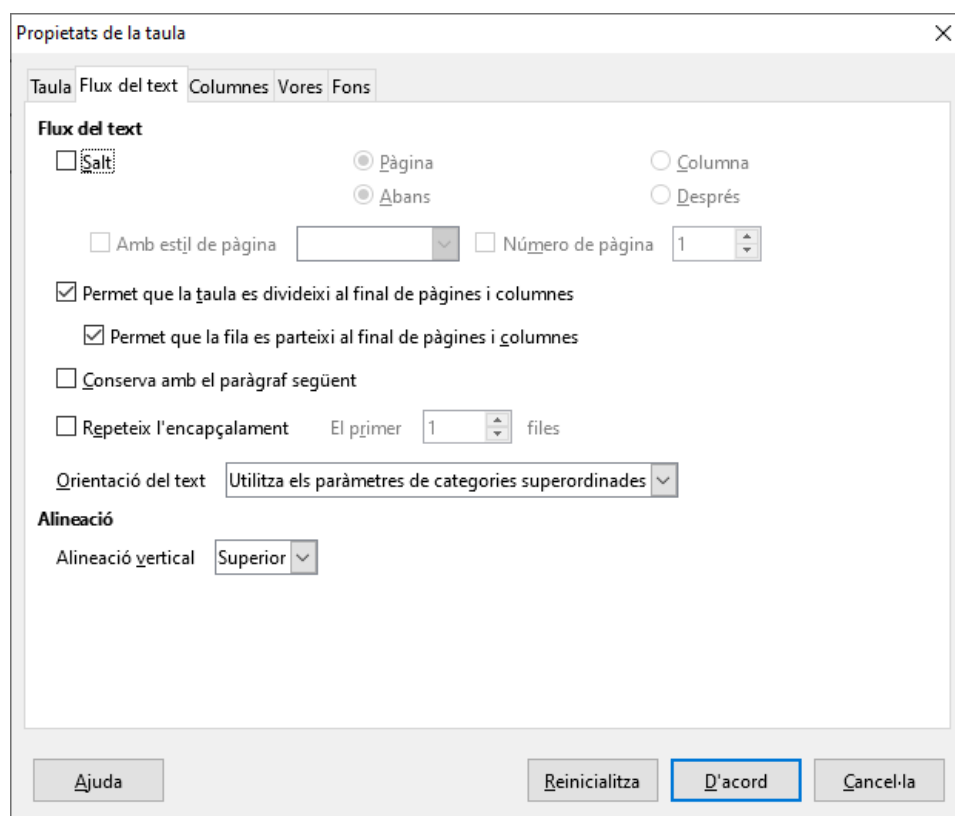 Propietats de la taula
Taula Flux del text Columnes Vores Fons
Flux del text
Salt Pàgina Columna
Abans Després
Amb estil de pàgina Número de pàgina 1
Permet que la taula es divideixi al final de pàgines i columnes
Permet que la fila es parteixi al final de pàgines i columnes
Conserva amb el paràgraf següent
Repeteix l'encapçalament El primer 1 files
Orientació del text Utilitza els paràmetres de categories superordinades
Alineació
Alineació vertical Superior
Ajuda Reinicialitza D'acord Cancel·la